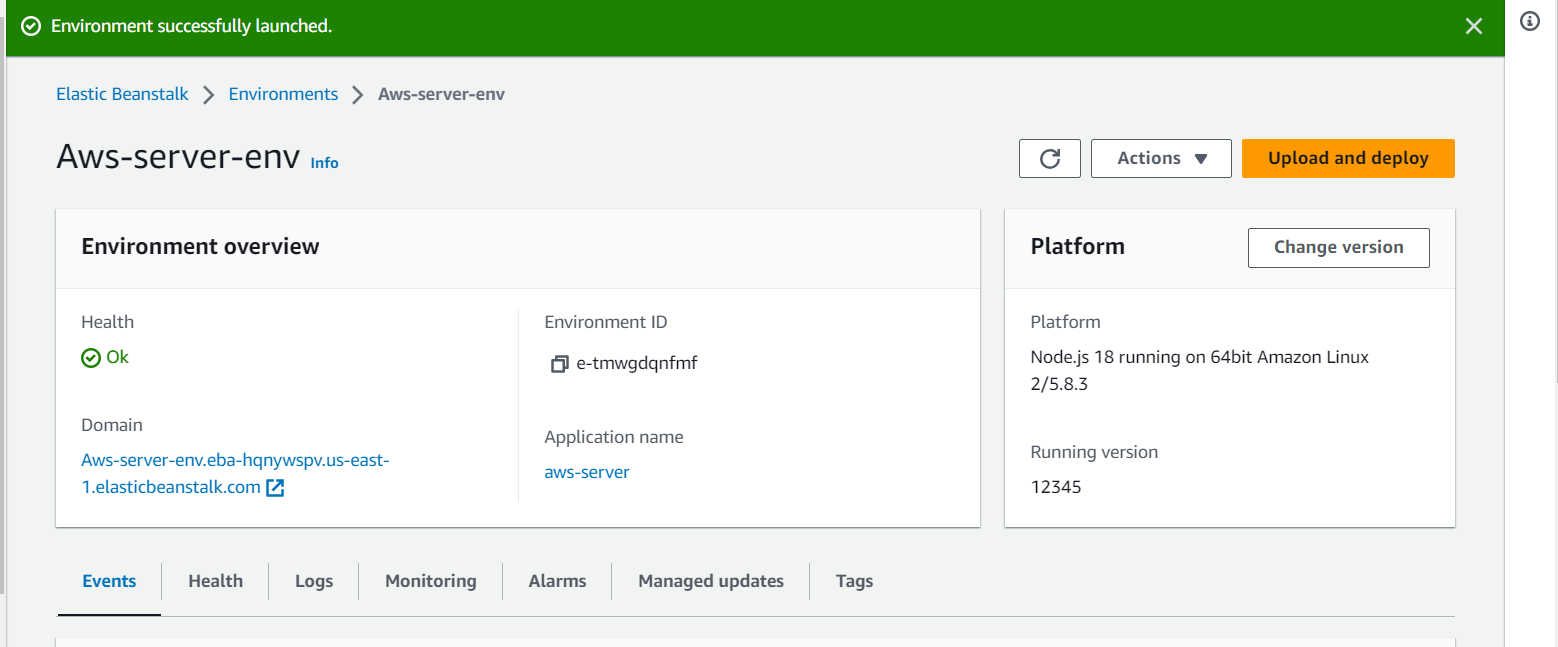 Environment successfully launched.
Elastic Beanstalk > Environments > Aws-server-env
Aws-server-env Info
Actions
Upload and deploy
Environment overview
Health
Ok
Domain
Aws-server-env.eba-hqnywspv.us-east-
1.elasticbeanstalk.com
Environment ID
e-tmwgdqnfmf
Application name
aws-server
Platform
Change version
Platform
Node.js 18 running on 64bit Amazon Linux
2/5.8.3
Running version
12345
Events
Health
Logs
Monitoring
Alarms
Managed updates
Tags